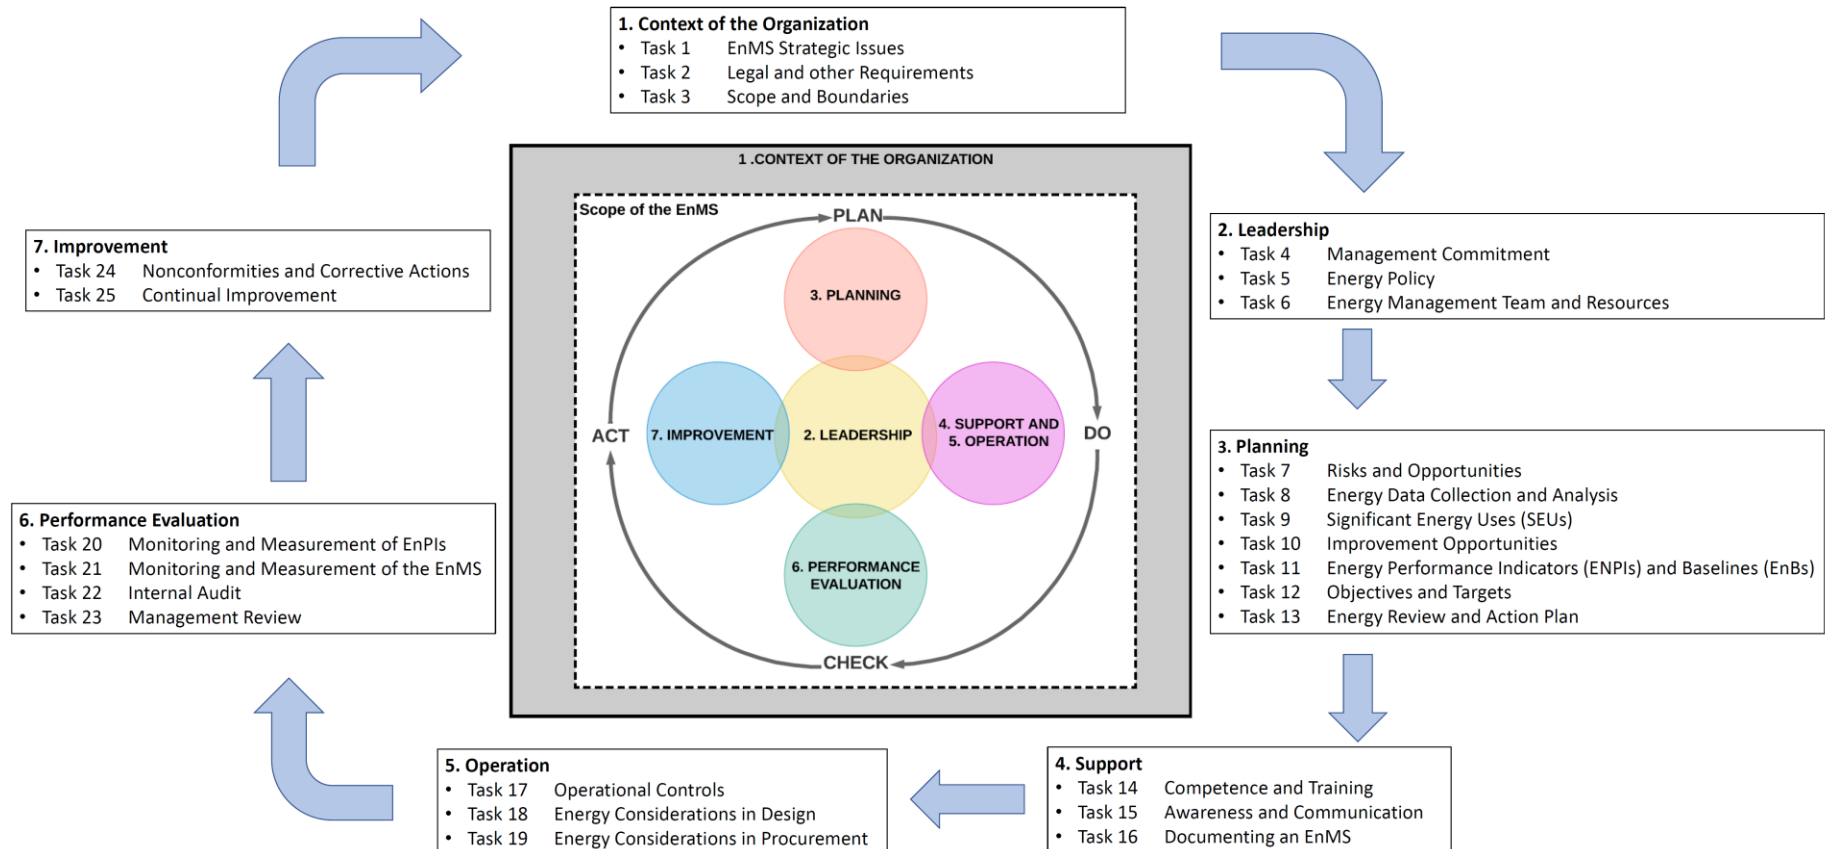 1. Context of the Organization
• Task 1 EnMS Strategic Issues
• Task 2 Legal and other Requirements
• Task 3 Scope and Boundaries
2. Leadership
• Task 4 Management Commitment
• Task 5 Energy Policy
• Task 6 Energy Management Team and Resources
3. Planning
• Task 7 Risks and Opportunities
• Task 8 Energy Data Collection and Analysis
• Task 9 Significant Energy Uses (SEUs)
• Task 10 Improvement Opportunities
• Task 11 Energy Performance Indicators (ENPIs) and Baselines (EnBs)
• Task 12 Objectives and Targets
• Task 13 Energy Review and Action Plan
4. Support
• Task 14 Competence and Training
• Task 15 Awareness and Communication
• Task 16 Documenting an EnMS
5. Operation
• Task 17 Operational Controls
• Task 18 Energy Considerations in Design
• Task 19 Energy Considerations in Procurement
6. Performance Evaluation
• Task 20 Monitoring and Measurement of EnPIs
• Task 21 Monitoring and Measurement of the EnMS
• Task 22 Internal Audit
• Task 23 Management Review
7. Improvement
• Task 24 Nonconformities and Corrective Actions
• Task 25 Continual Improvement
1 .CONTEXT OF THE ORGANIZATION
Scope of the EnMS
PLAN
3. PLANNING
ACT
7. IMPROVEMENT
2. LEADERSHIP
4. SUPPORT AND
5. OPERATION
DO
6. PERFORMANCE
EVALUATION
CHECK